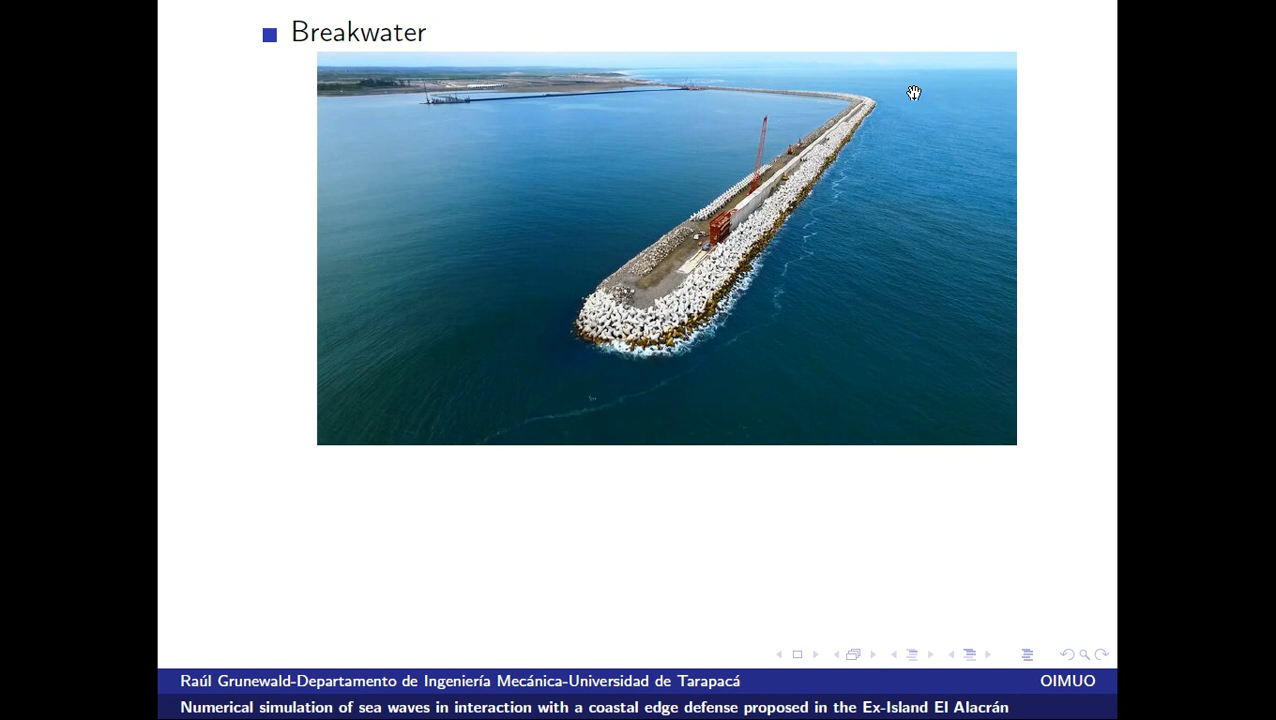 Breakwater
Raúl Grunewald-Departamento de Ingeniería Mecánica-Universidad de Tarapacá OIMUO
Numerical simulation of sea waves in interaction with a coastal edge defense proposed in the Ex-Island El Alacrán